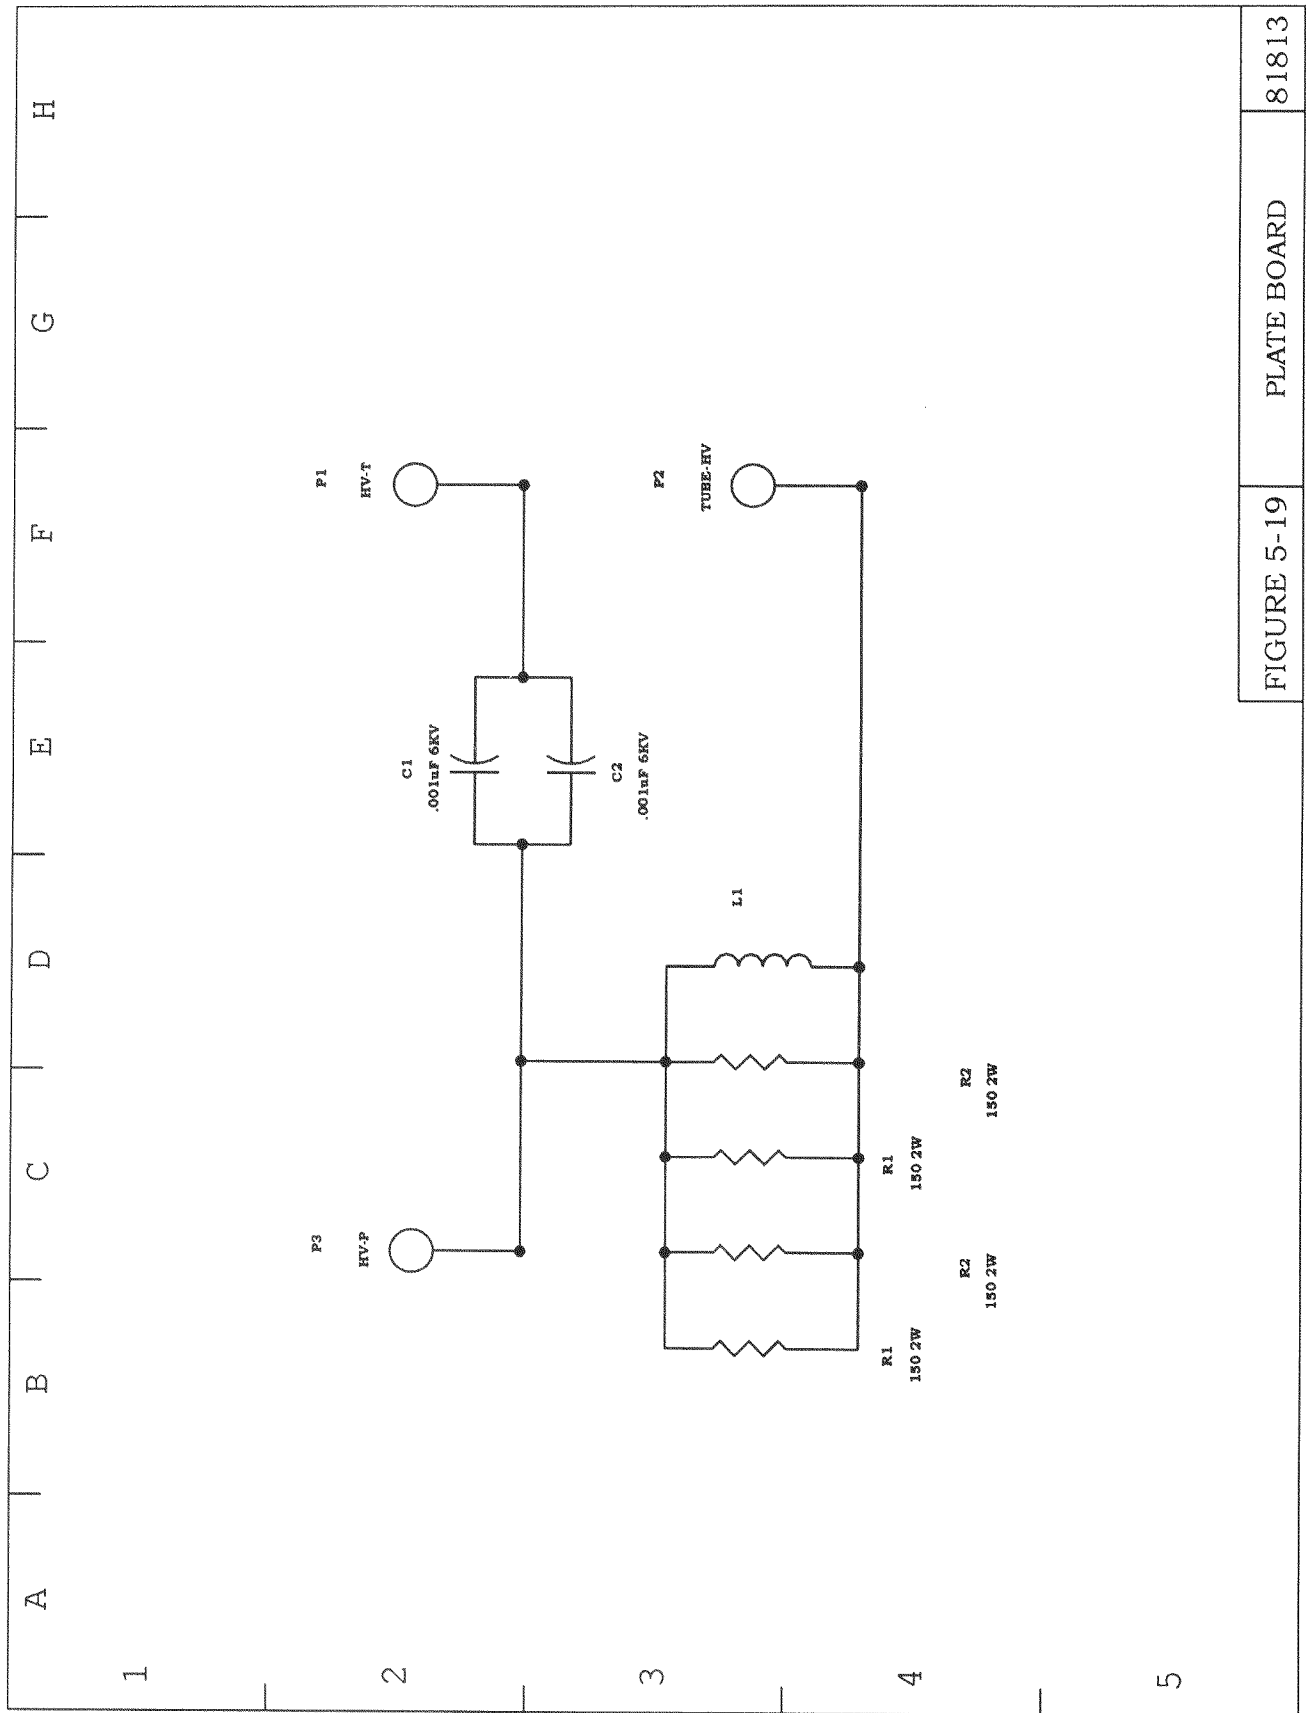 A B C D E F G H
1
2
3
4
5
P3
HV-P
P1
HV-T
C1
.001uF 6KV
C2
.001uF 6KV
P2
TUBE-HV
L1
R1
150 2W
R2
150 2W
R1
150 2W
R2
150 2W
FIGURE 5-19 PLATE BOARD 81813